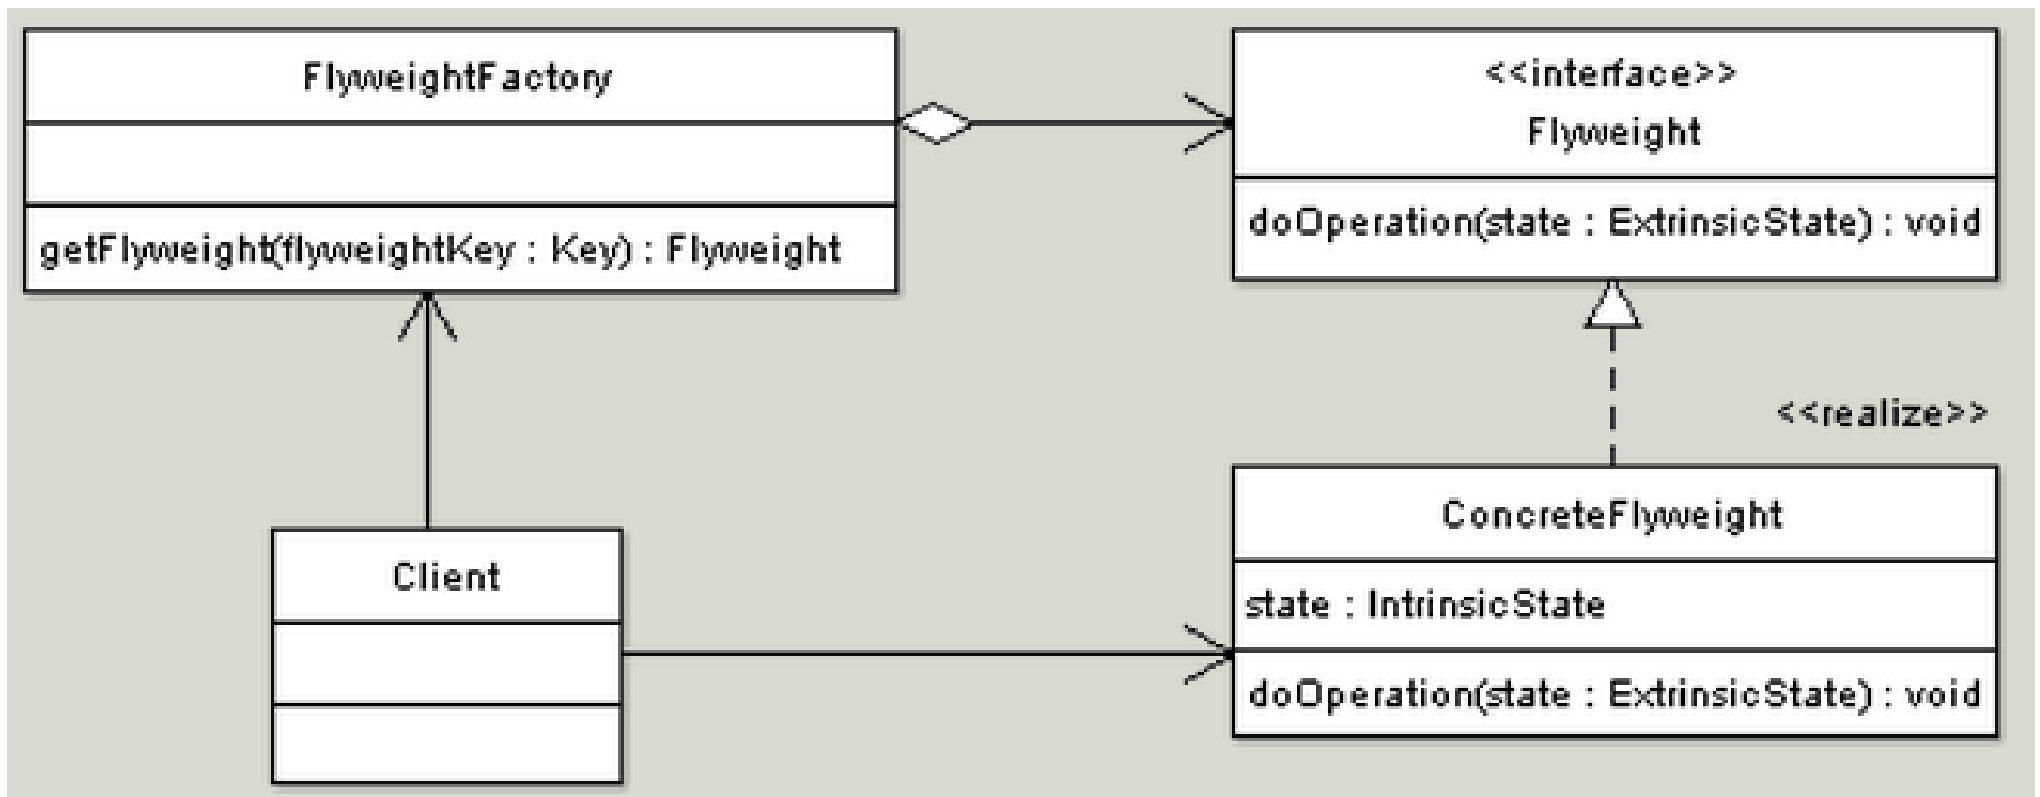 FlyweightFactory
getFlyweight(flyweightKey : Key) : Flyweight
<<interface>>
Flyweight
doOperation(state : ExtrinsicState) : void
<<realize>>
Client
ConcreteFlyweight
state : IntrinsicState
doOperation(state : ExtrinsicState) : void